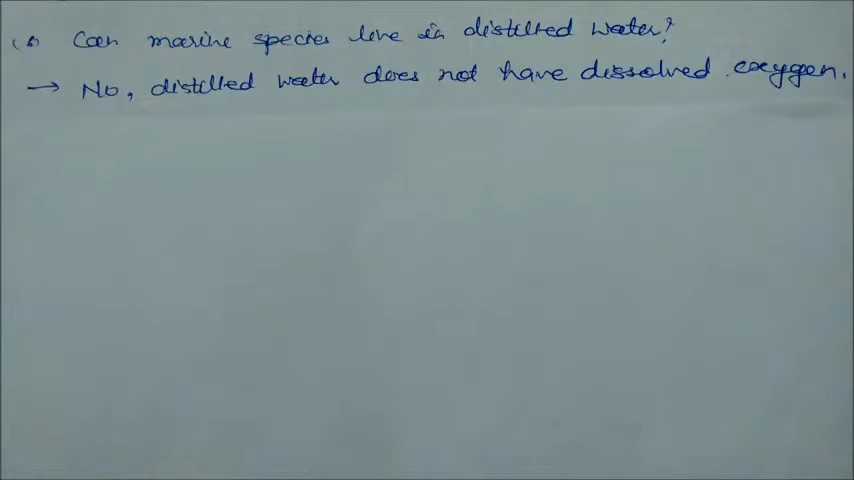 Can marine species live in distilled water?
→ No, distilled water does not have dissolved oxygen.